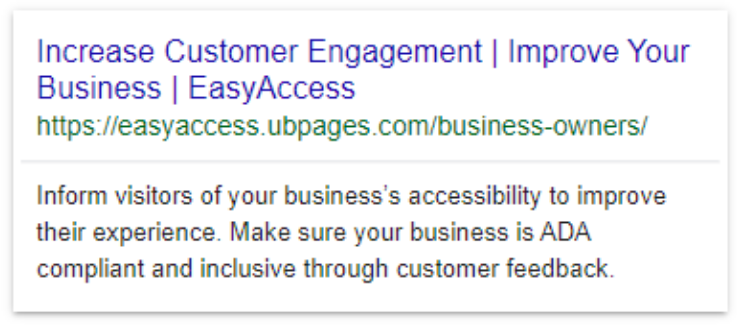 Increase Customer Engagement | Improve Your
Business | EasyAccess
https://easyaccess.ubpages.com/business-owners/
Inform visitors of your business’s accessibility to improve
their experience. Make sure your business is ADA
compliant and inclusive through customer feedback.